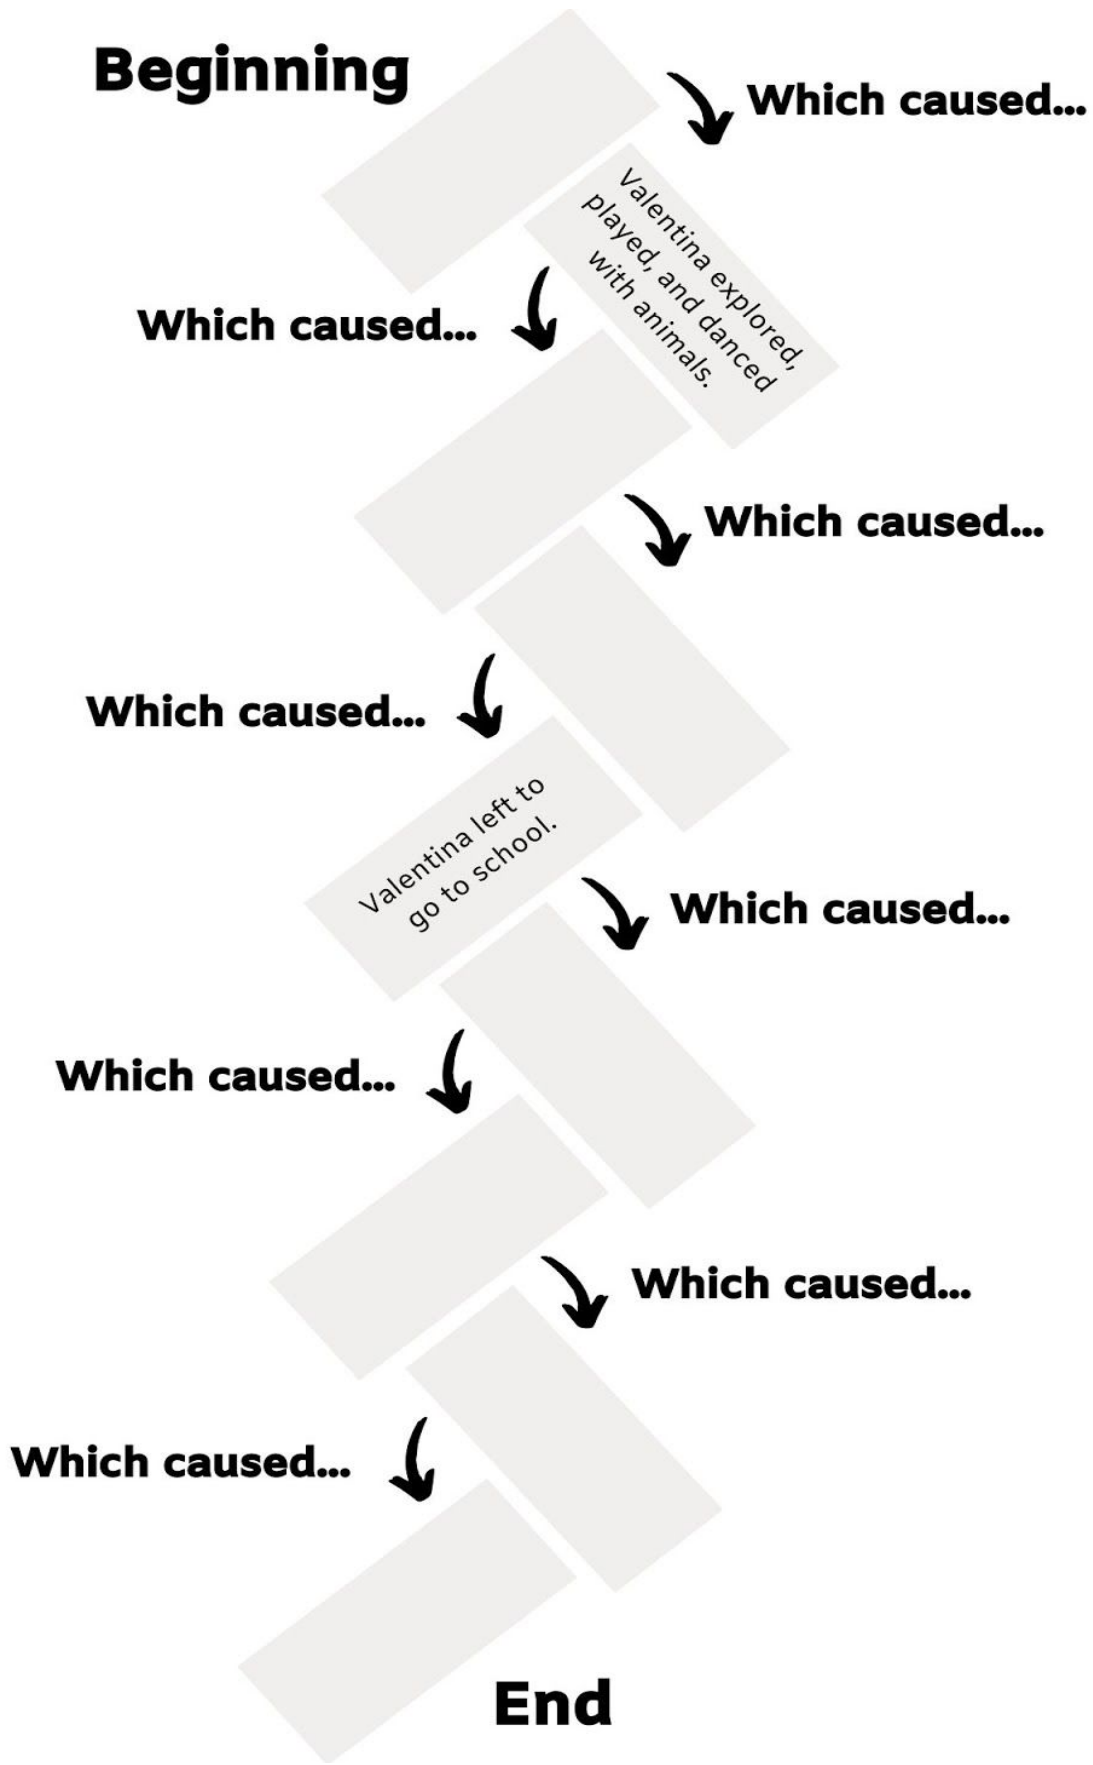 Beginning
Which caused...
Valentina explored,
played, and danced
with animals.
Which caused...
Which caused...
Which caused...
Valentina left to
go to school.
Which caused...
Which caused...
Which caused...
Which caused...
End